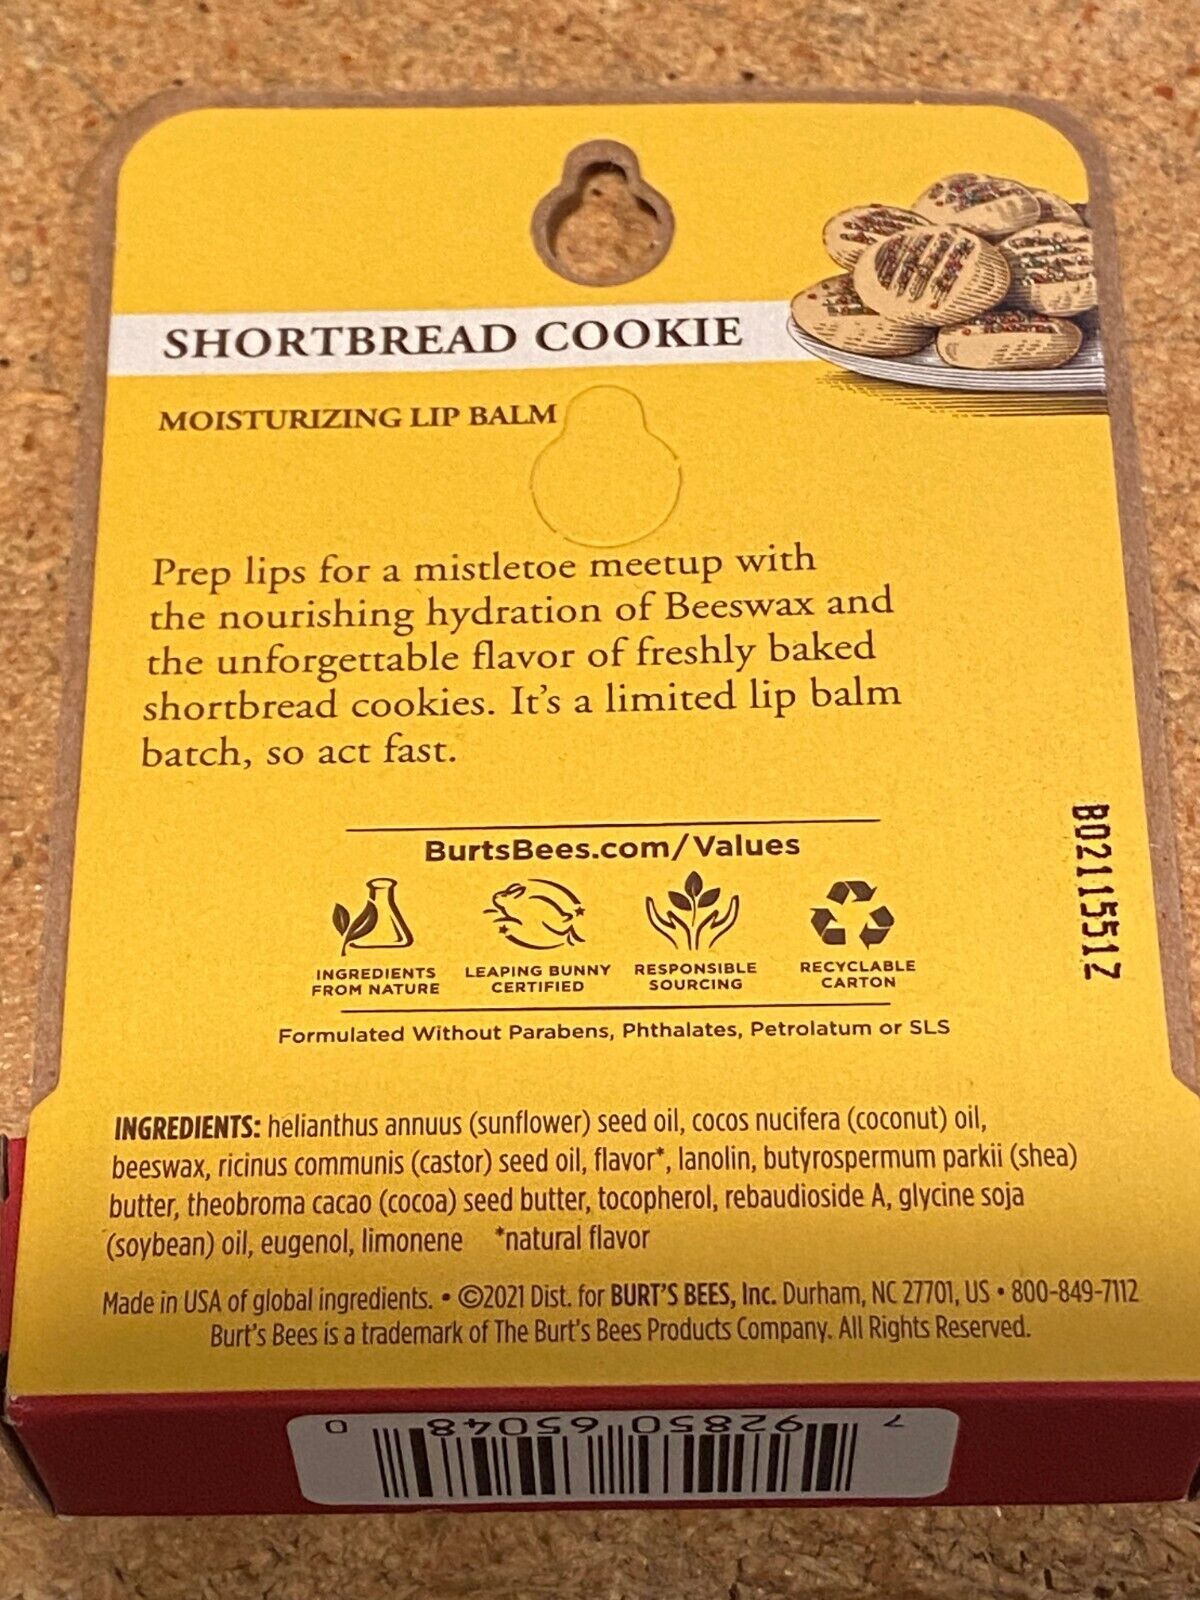 SHORTBREAD COOKIE
MOISTURIZING LIP BALM
Prep lips for a mistletoe meetup with
the nourishing hydration of Beeswax and
the unforgettable flavor of freshly baked
shortbread cookies. It's a limited lip balm
batch, so act fast.
BurtsBees.com/Values
INGREDIENTS
FROM NATURE
LEAPING BUNNY
CERTIFIED
RESPONSIBLE
SOURCING
RECYCLABLE
CARTON
Formulated Without Parabens, Phthalates, Petrolatum or SLS
B0211551Z
INGREDIENTS: helianthus annuus (sunflower) seed oil, cocos nucifera (coconut) oil,
beeswax, ricinus communis (castor) seed oil, flavor*, lanolin, butyrospermum parkii (shea)
butter, theobroma cacao (cocoa) seed butter, tocopherol, rebaudioside A, glycine soja
(soybean) oil, eugenol, limonene *natural flavor
Made in USA of global ingredients. • ©2021 Dist. for BURT'S BEES, Inc. Durham, NC 27701, US • 800-849-7112
Burt's Bees is a trademark of The Burt's Bees Products Company. All Rights Reserved.
7 92850 65048 0